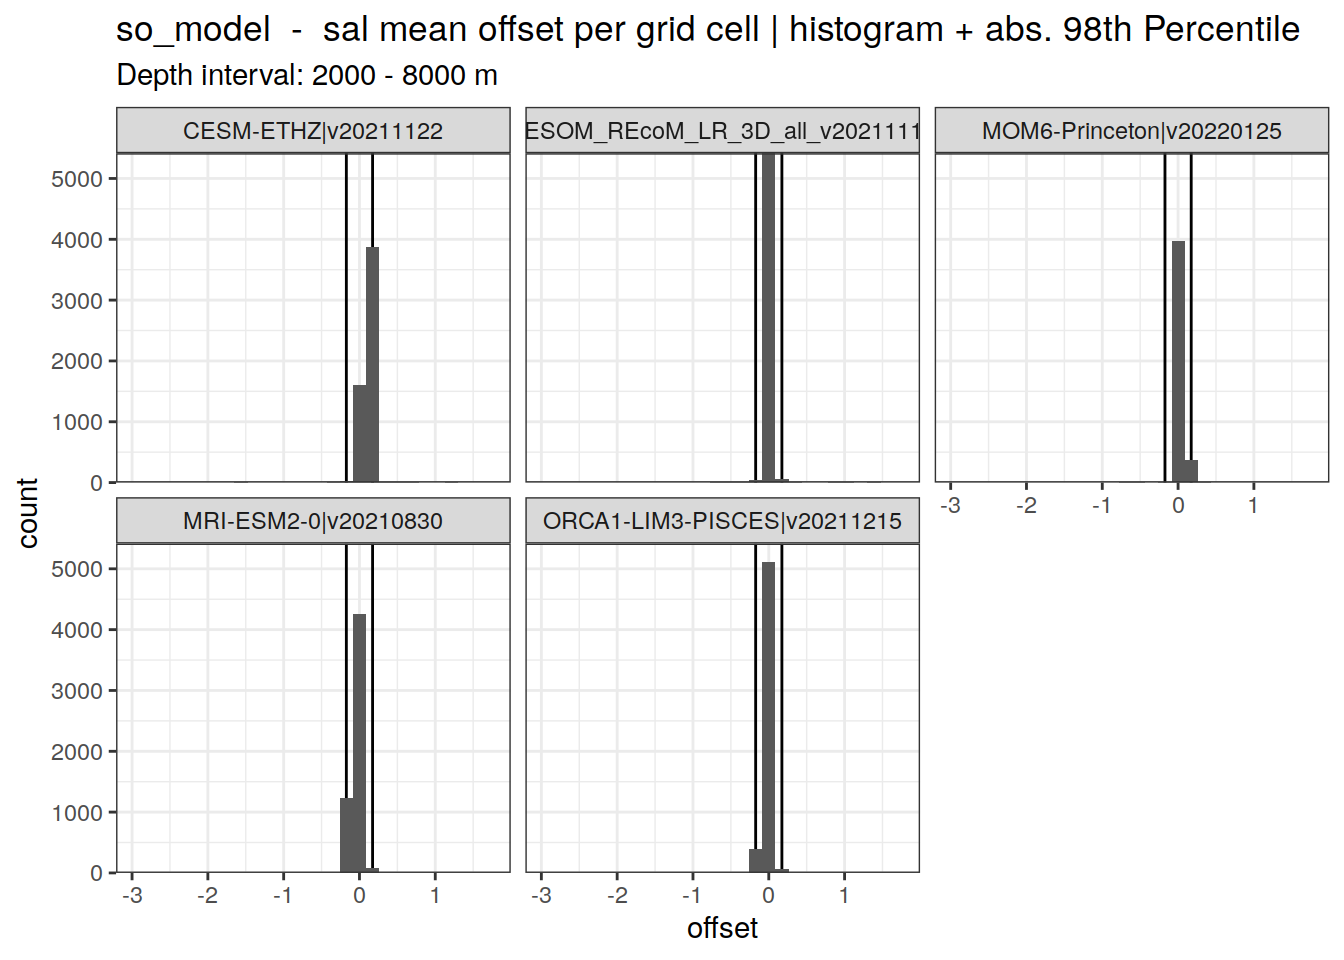 so_model  -  sal mean offset per grid cell | histogram + abs. 98th Percentile
Depth interval: 2000 - 8000 m
CESM-ETHZ|v20211122
ESOM_REcoM_LR_3D_all_v2021111
MOM6-Princeton|v20220125
5000
4000
3000
2000
1000
0
-3 -2 -1 0 1
count
MRI-ESM2-0|v20210830
ORCA1-LIM3-PISCES|v20211215
5000
4000
3000
2000
1000
0
-3 -2 -1 0 1
-3 -2 -1 0 1
offset